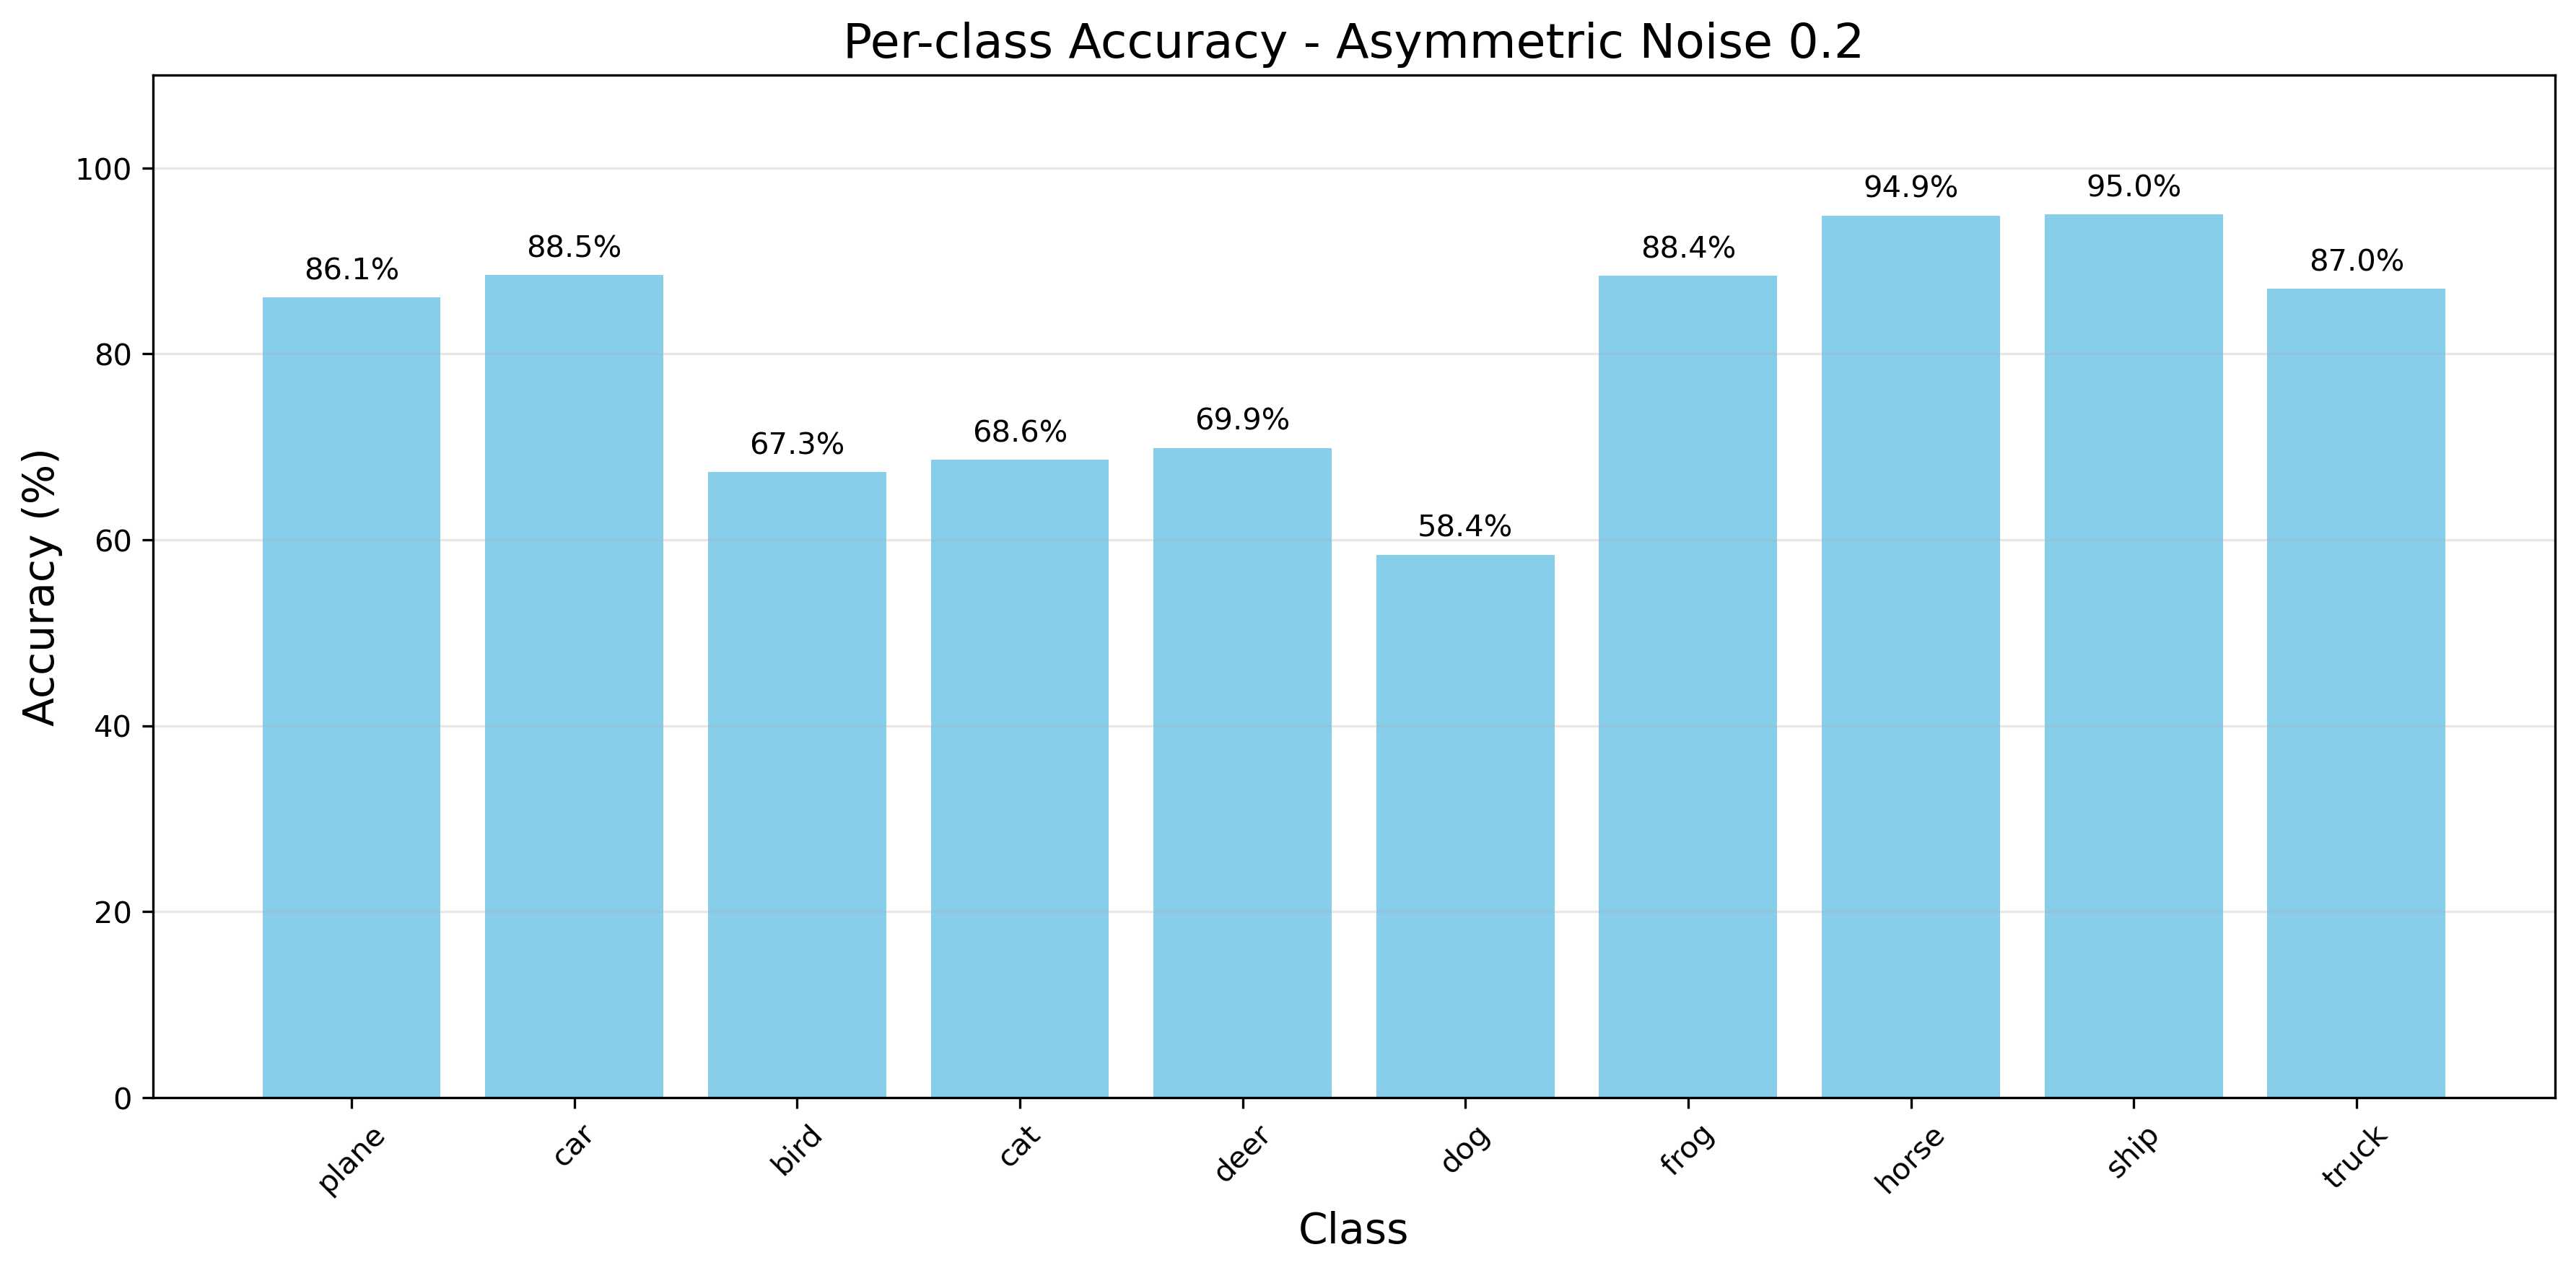 Per-class Accuracy - Asymmetric Noise 0.2
Accuracy (%)
100
80
60
40
20
0
86.1%
88.5%
67.3%
68.6%
69.9%
58.4%
88.4%
94.9%
95.0%
87.0%
plane
car
bird
cat
deer
dog
frog
horse
ship
truck
Class